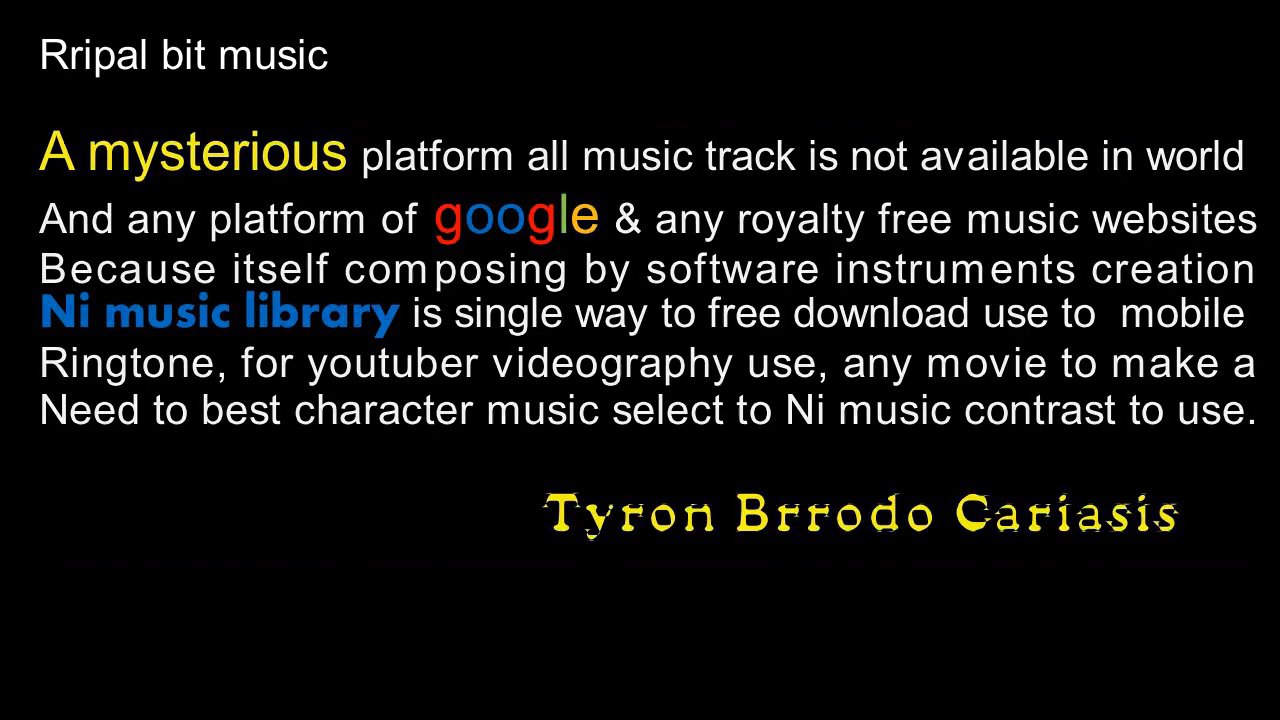 Rripal bit music
A mysterious platform all music track is not available in world
And any platform of google & any royalty free music websites
Because itself composing by software instruments creation
Ni music library is single way to free download use to mobile
Ringtone, for youtuber videography use, any movie to make a
Need to best character music select to Ni music contrast to use.
Tyron Brrodo Cariasis